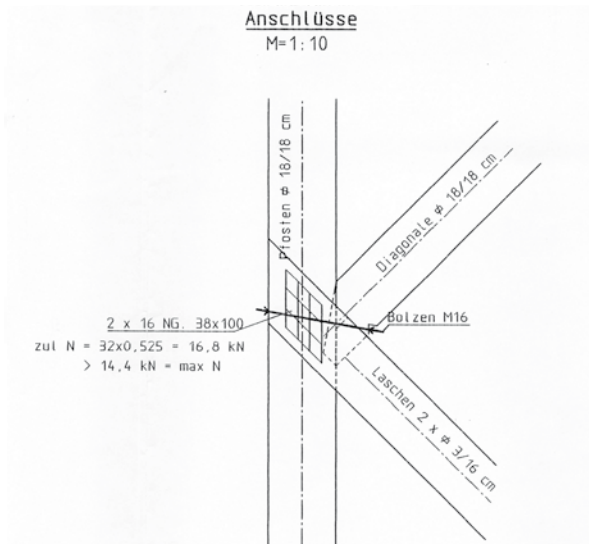 Anschlüsse
M=1:10
Pfosten ⌀ 18/18 cm
Diagonale ⌀ 18/18 cm
2 x 16 NG. 38x100
zul N = 32x0,525 = 16,8 kN
> 14,4 kN = max N
Bolzen M16
Laschen 2 x ⌀ 3/16 cm